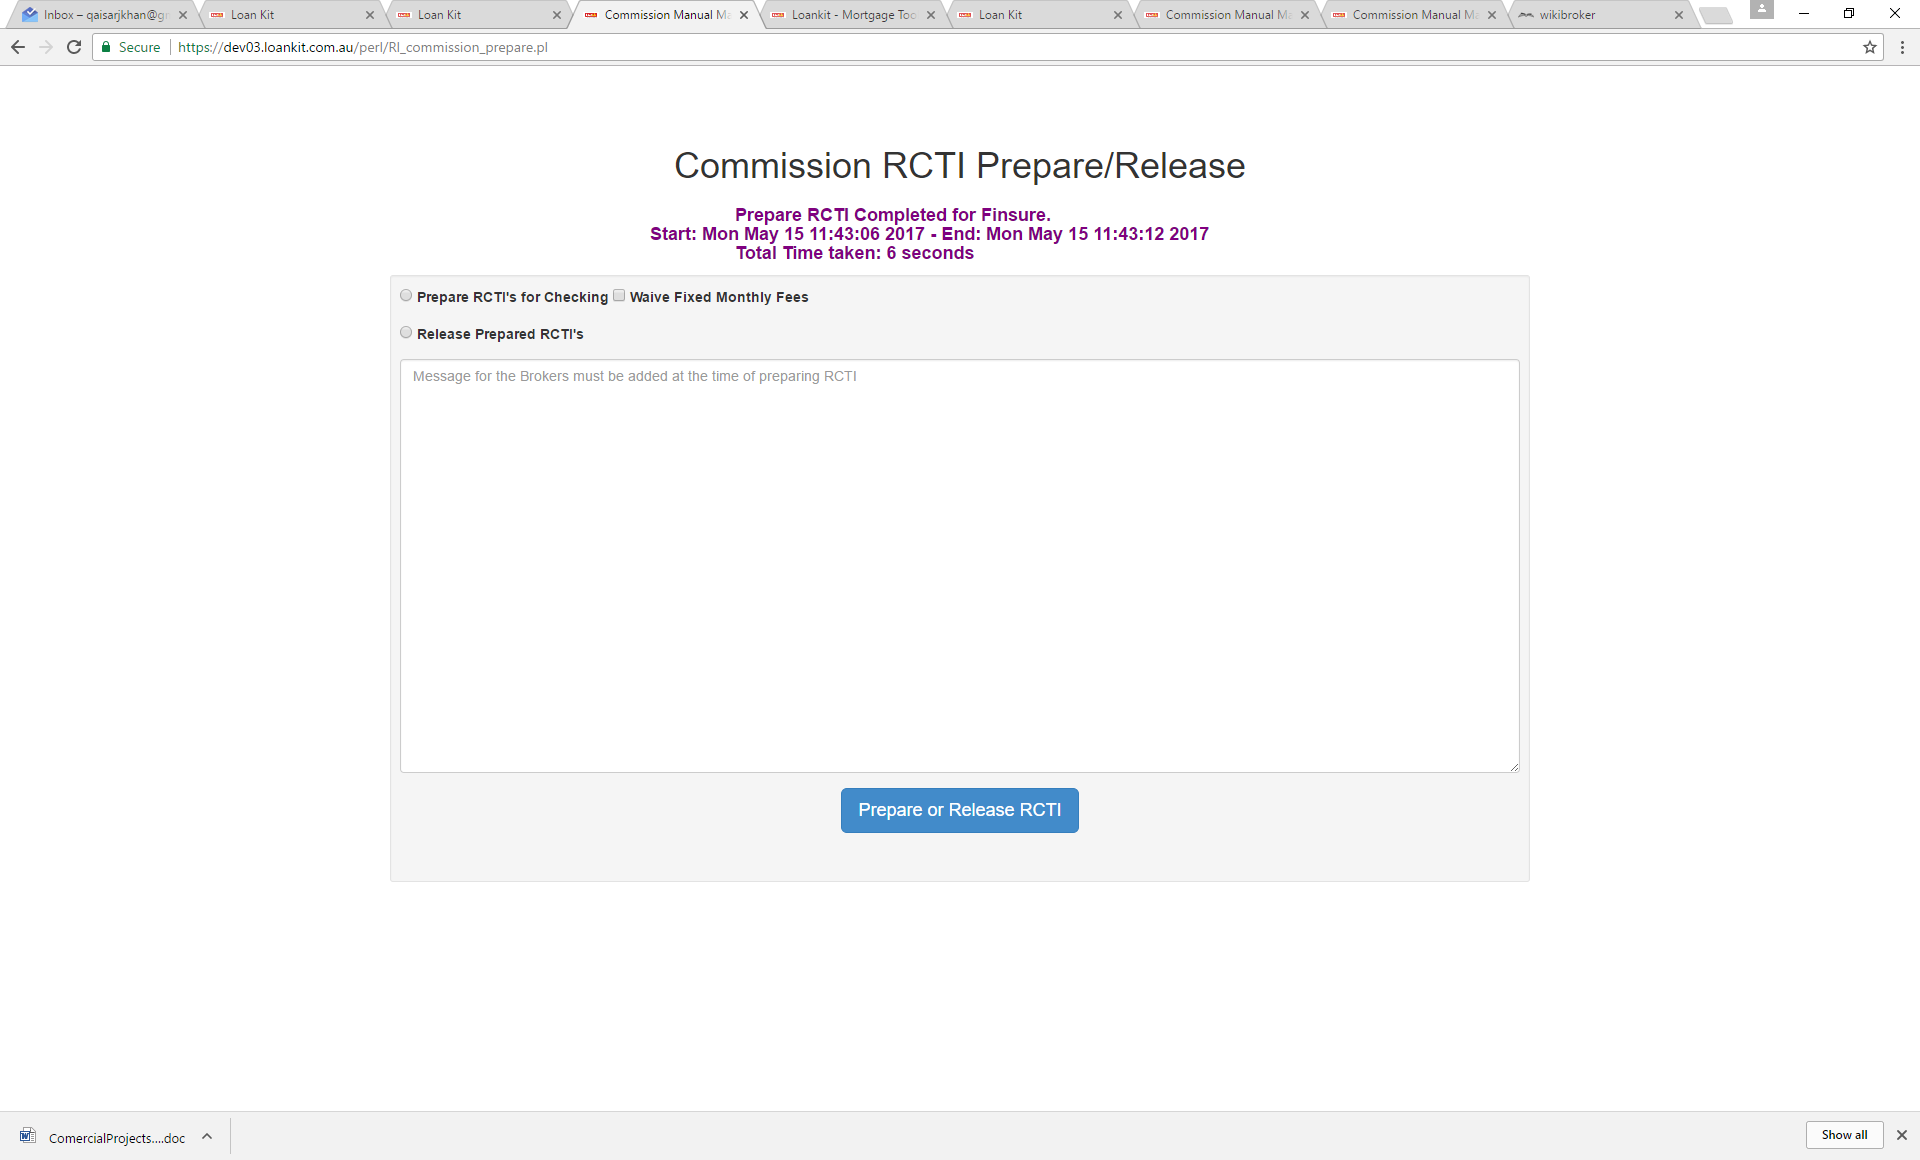 Inbox – qaisarjkhan@g
Loan Kit
Loan Kit
Commission Manual M
Loankit - Mortgage Too
Loan Kit
Commission Manual M
Commission Manual M
wikibroker
Secure https://dev03.loankit.com.au/perl/RI_commission_prepare.pl
Commission RCTI Prepare/Release
Prepare RCTI Completed for Finsure.
Start: Mon May 15 11:43:06 2017 - End: Mon May 15 11:43:12 2017
Total Time taken: 6 seconds
Prepare RCTI's for Checking Waive Fixed Monthly Fees
Release Prepared RCTI's
Message for the Brokers must be added at the time of preparing RCTI
Prepare or Release RCTI
ComercialProjects....doc
Show all